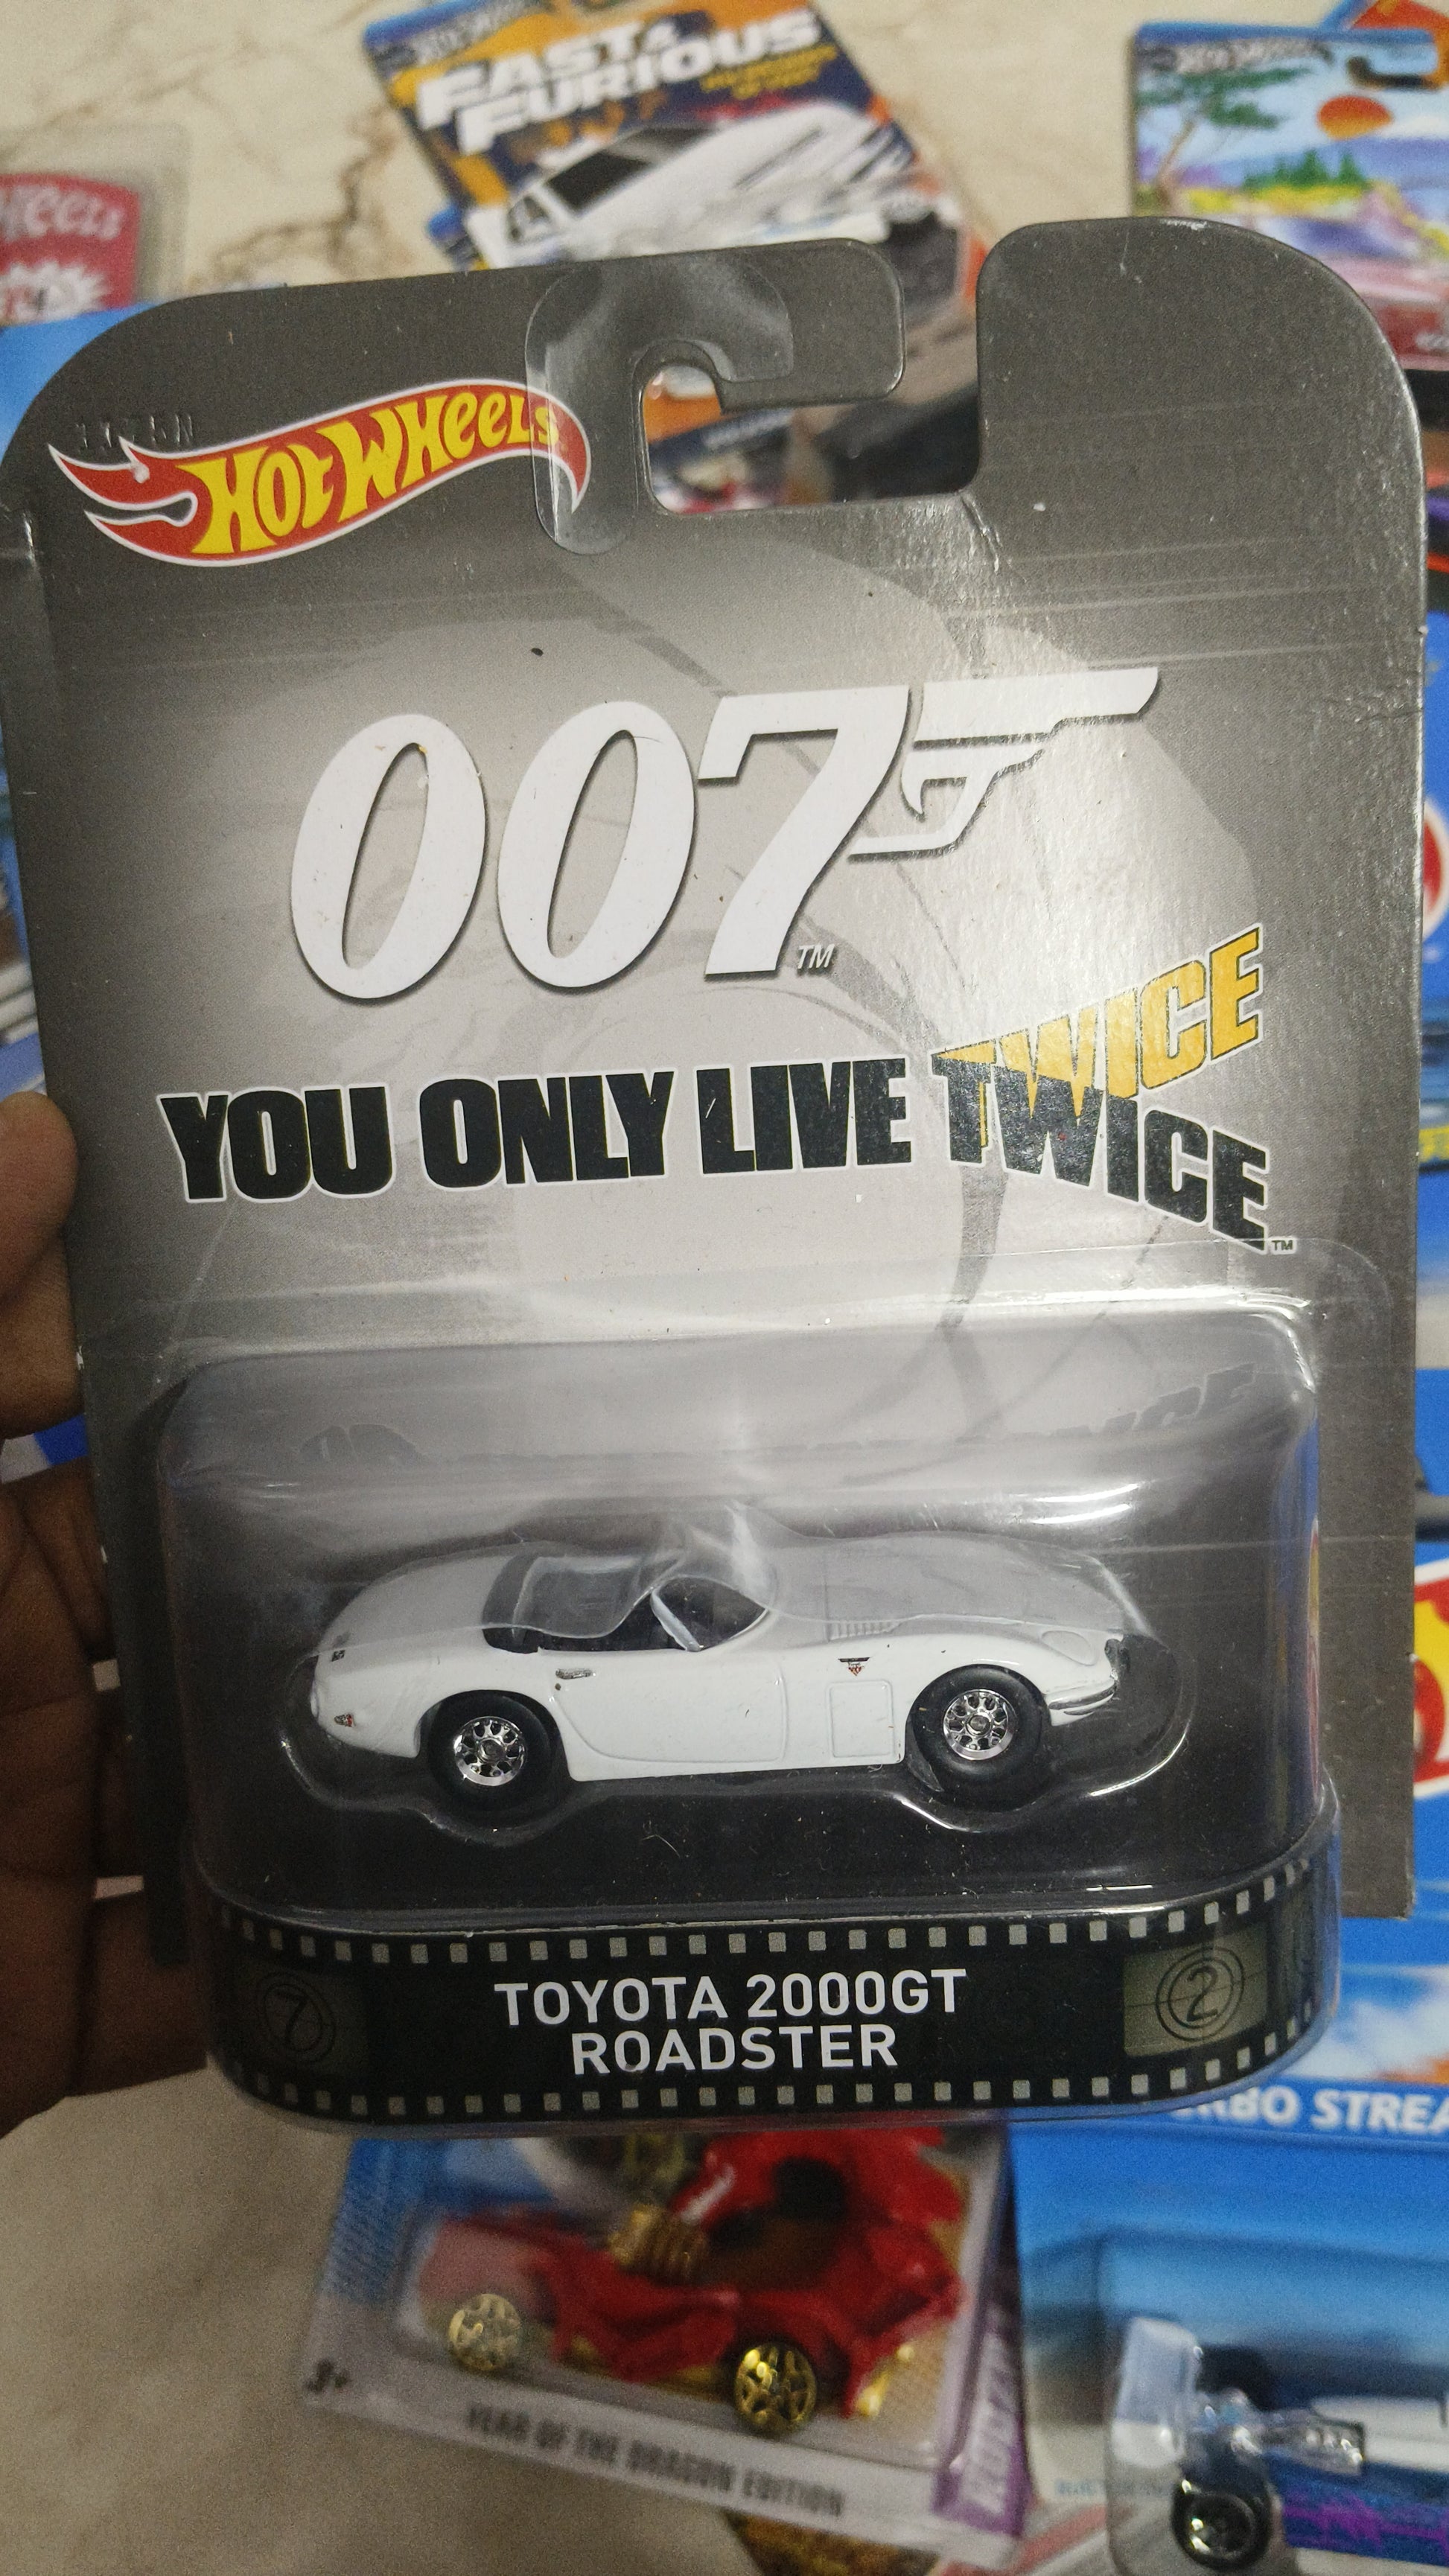 FAST &
FURIOUS
HOT WHEELS
007 TM
YOU ONLY LIVE TWICE
TWICE TM
TOYOTA 2000GT
ROADSTER
7
2
RBO STREA
3+
YEAR OF THE DRAGON EDITION